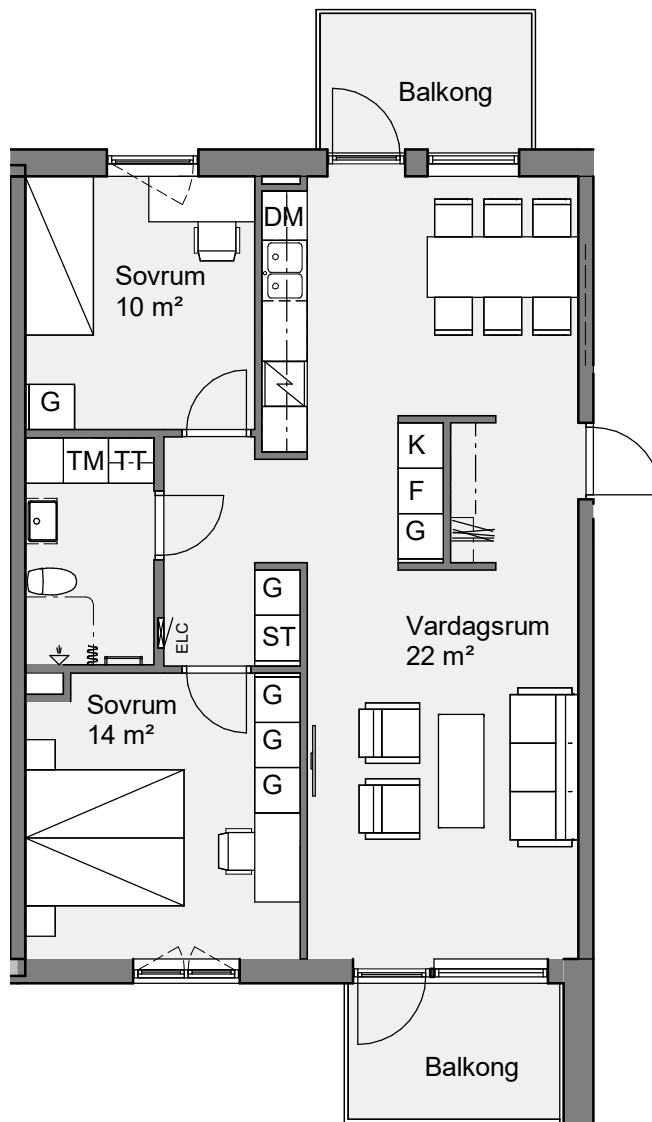 Balkong
DM
Sovrum
10 m²
G
TM
TT
K
F
G
G
ST
ELC
Vardagsrum
22 m²
Sovrum
14 m²
G
G
G
Balkong